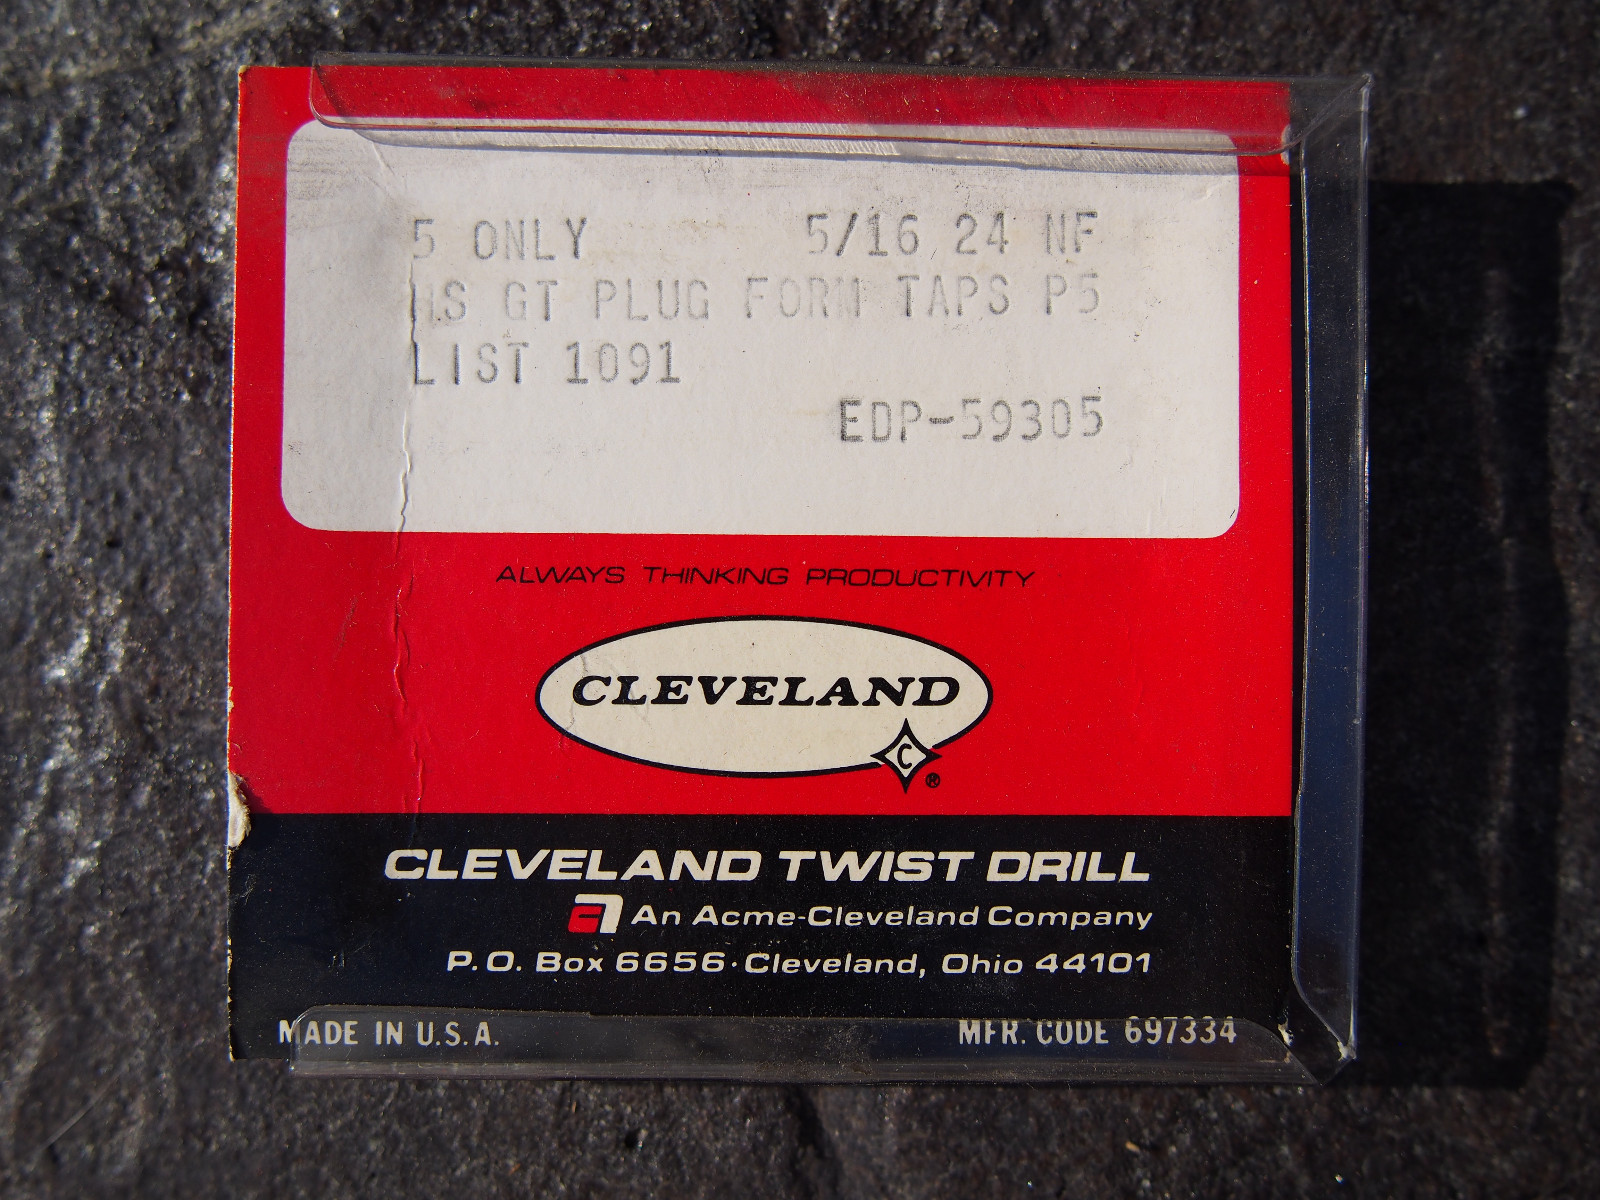 5 ONLY 5/16 24 NF
HS GT PLUG FORM TAPS P5
LIST 1091
EDP-59305
ALWAYS THINKING PRODUCTIVITY
CLEVELAND
C
®
CLEVELAND TWIST DRILL
An Acme-Cleveland Company
P.O. Box 6656·Cleveland, Ohio 44101
MADE IN U.S.A. MFR. CODE 697334